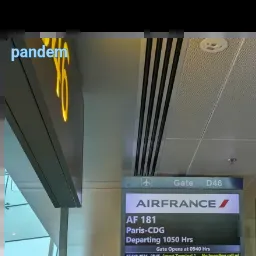 pandem
Gate D46
AIRFRANCE
AF 181
Paris-CDG
Departing 1050 Hrs
Gate Opens at 0940 Hrs